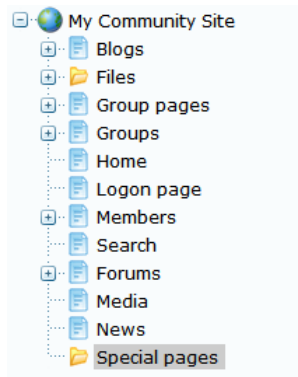 My Community Site
Blogs
Files
Group pages
Groups
Home
Logon page
Members
Search
Forums
Media
News
Special pages